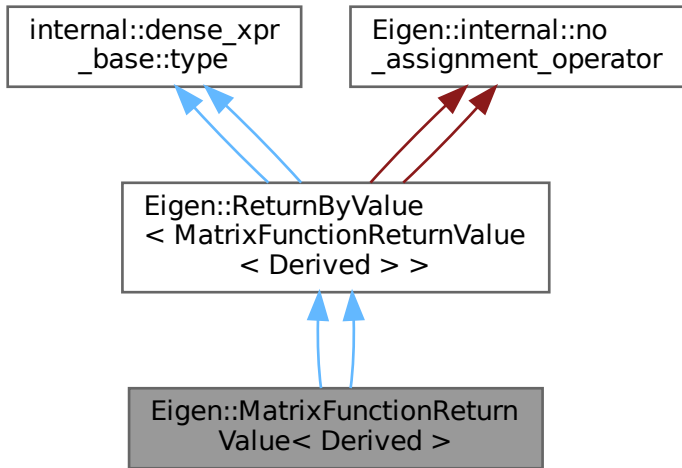 internal::dense_xpr
_base::type
Eigen::internal::no
_assignment_operator
Eigen::ReturnByValue
< MatrixFunctionReturnValue
< Derived > >
Eigen::MatrixFunctionReturn
Value< Derived >